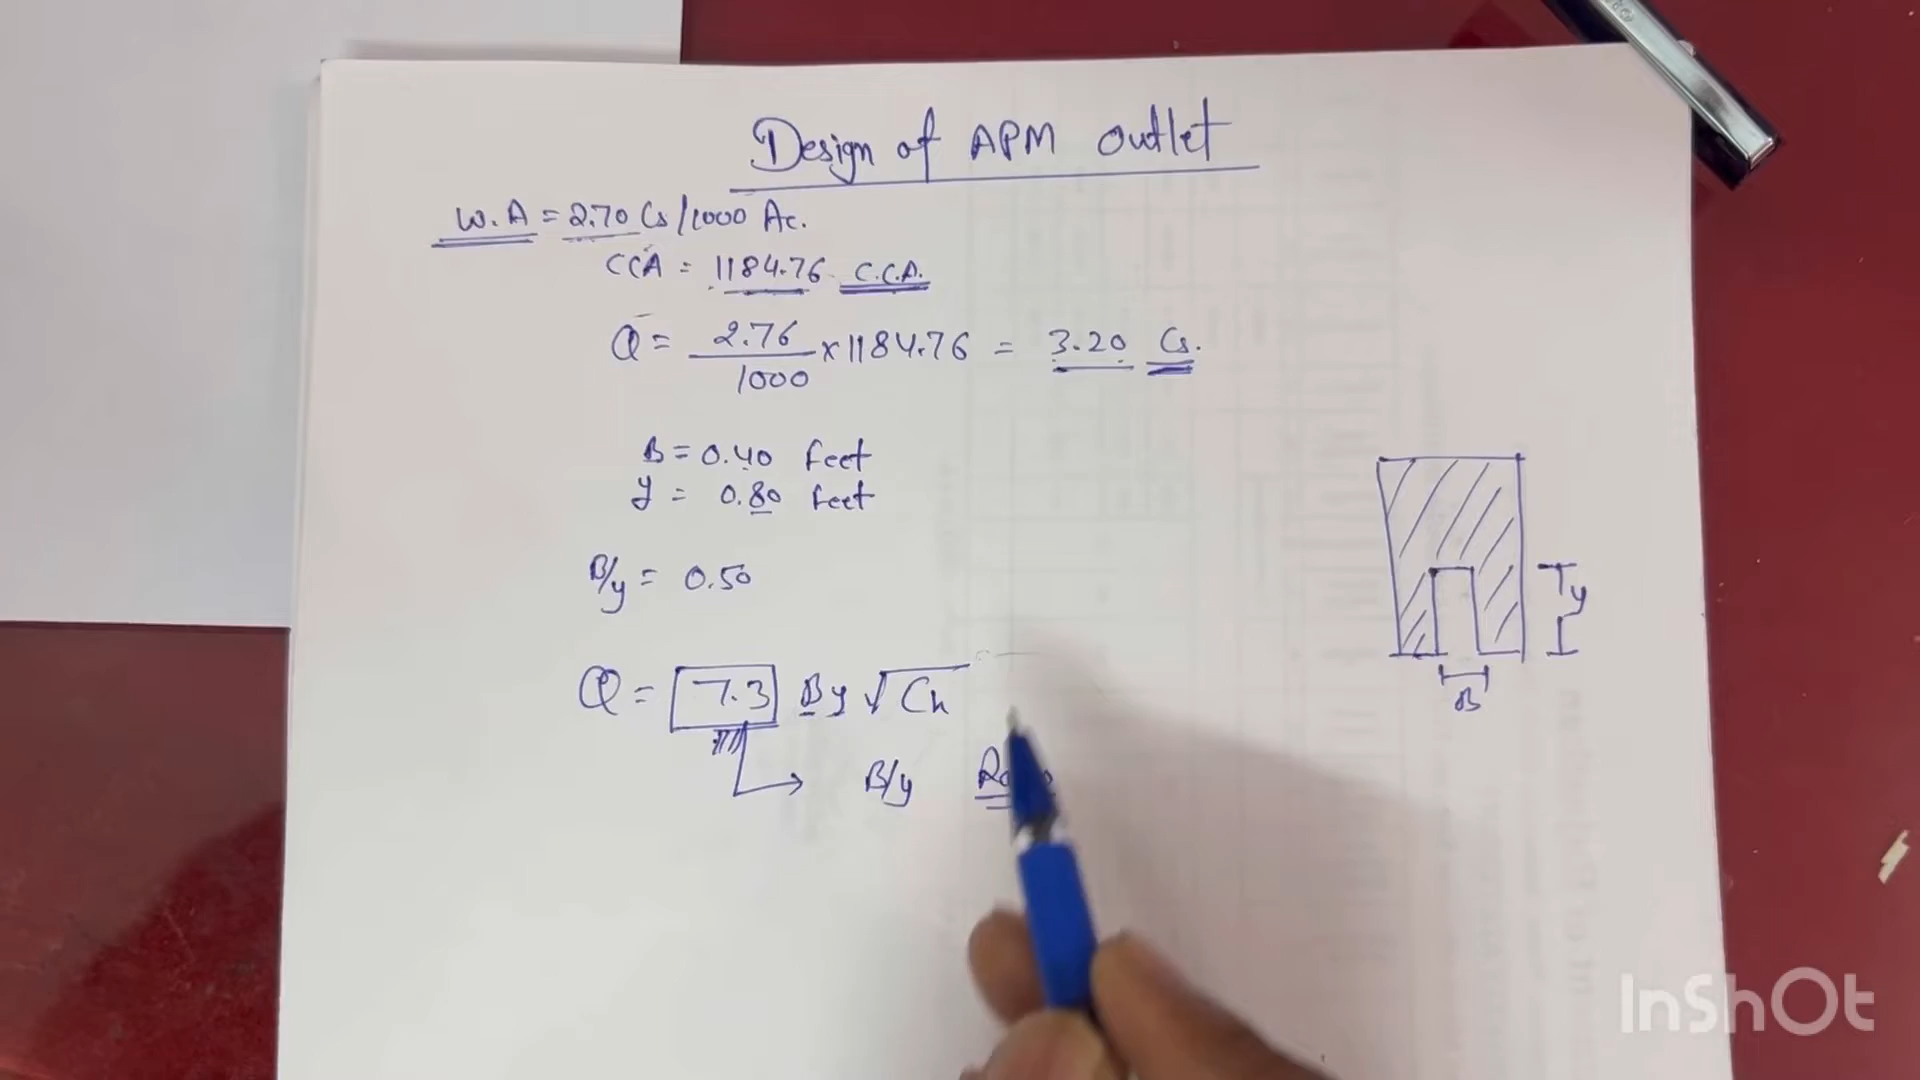 Design of APM Outlet
W.A = 2.70 Cs/1000 Ac.
CCA = 1184.76 C.C.A.
Q = 2.76/1000 x 1184.76 = 3.20 Cs.
B = 0.40 feet
y = 0.80 feet
B/y = 0.50
y
B
Q = 7.3 By √Ch
B/y
InShOt